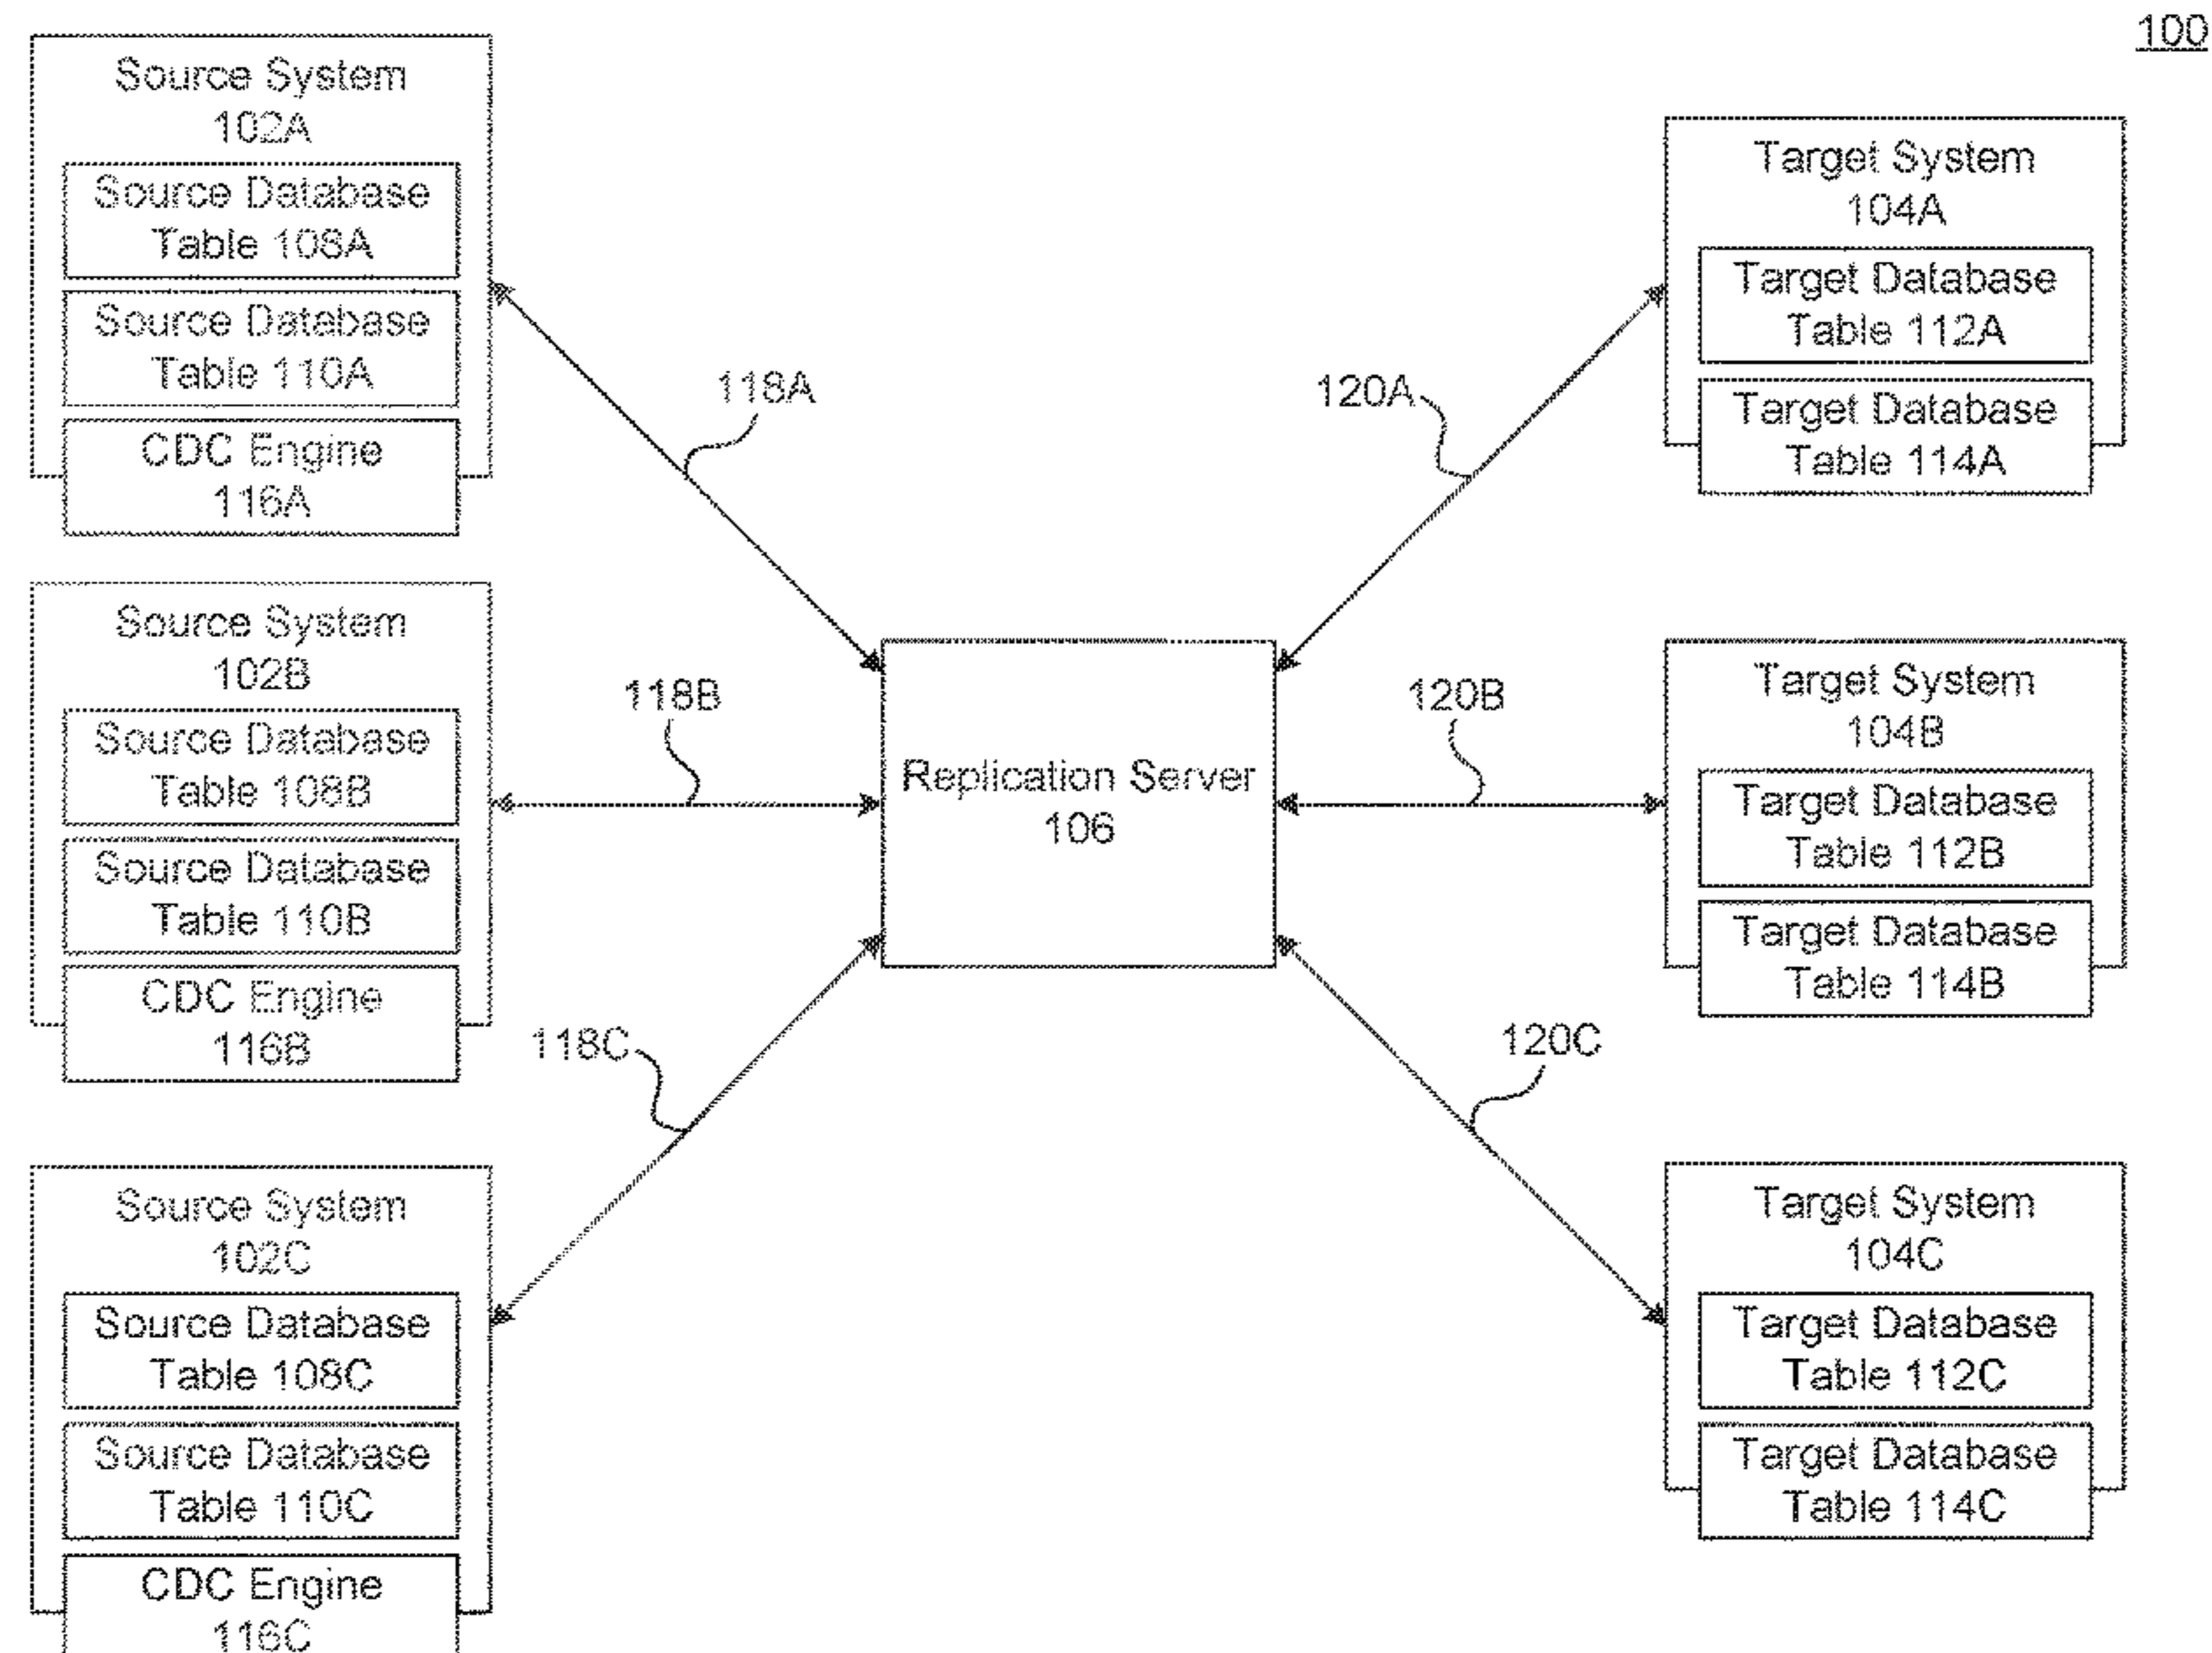 100
Source System
102A
Source Database
Table 108A
Source Database
Table 110A
CDC Engine
116A
118A
120A
Target System
104A
Target Database
Table 112A
Target Database
Table 114A
Source System
102B
Source Database
Table 108B
Source Database
Table 110B
CDC Engine
116B
118B
Replication Server
106
120B
Target System
104B
Target Database
Table 112B
Target Database
Table 114B
118C
120C
Source System
102C
Source Database
Table 108C
Source Database
Table 110C
CDC Engine
116C
Target System
104C
Target Database
Table 112C
Target Database
Table 114C